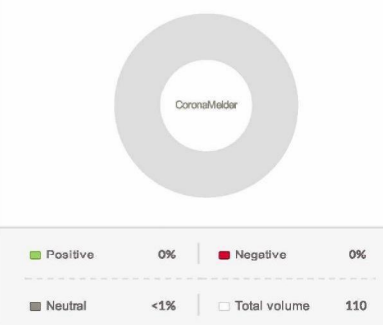 CoronaMelder
Positive 0% Negative 0%
Neutral <1% Total volume 110